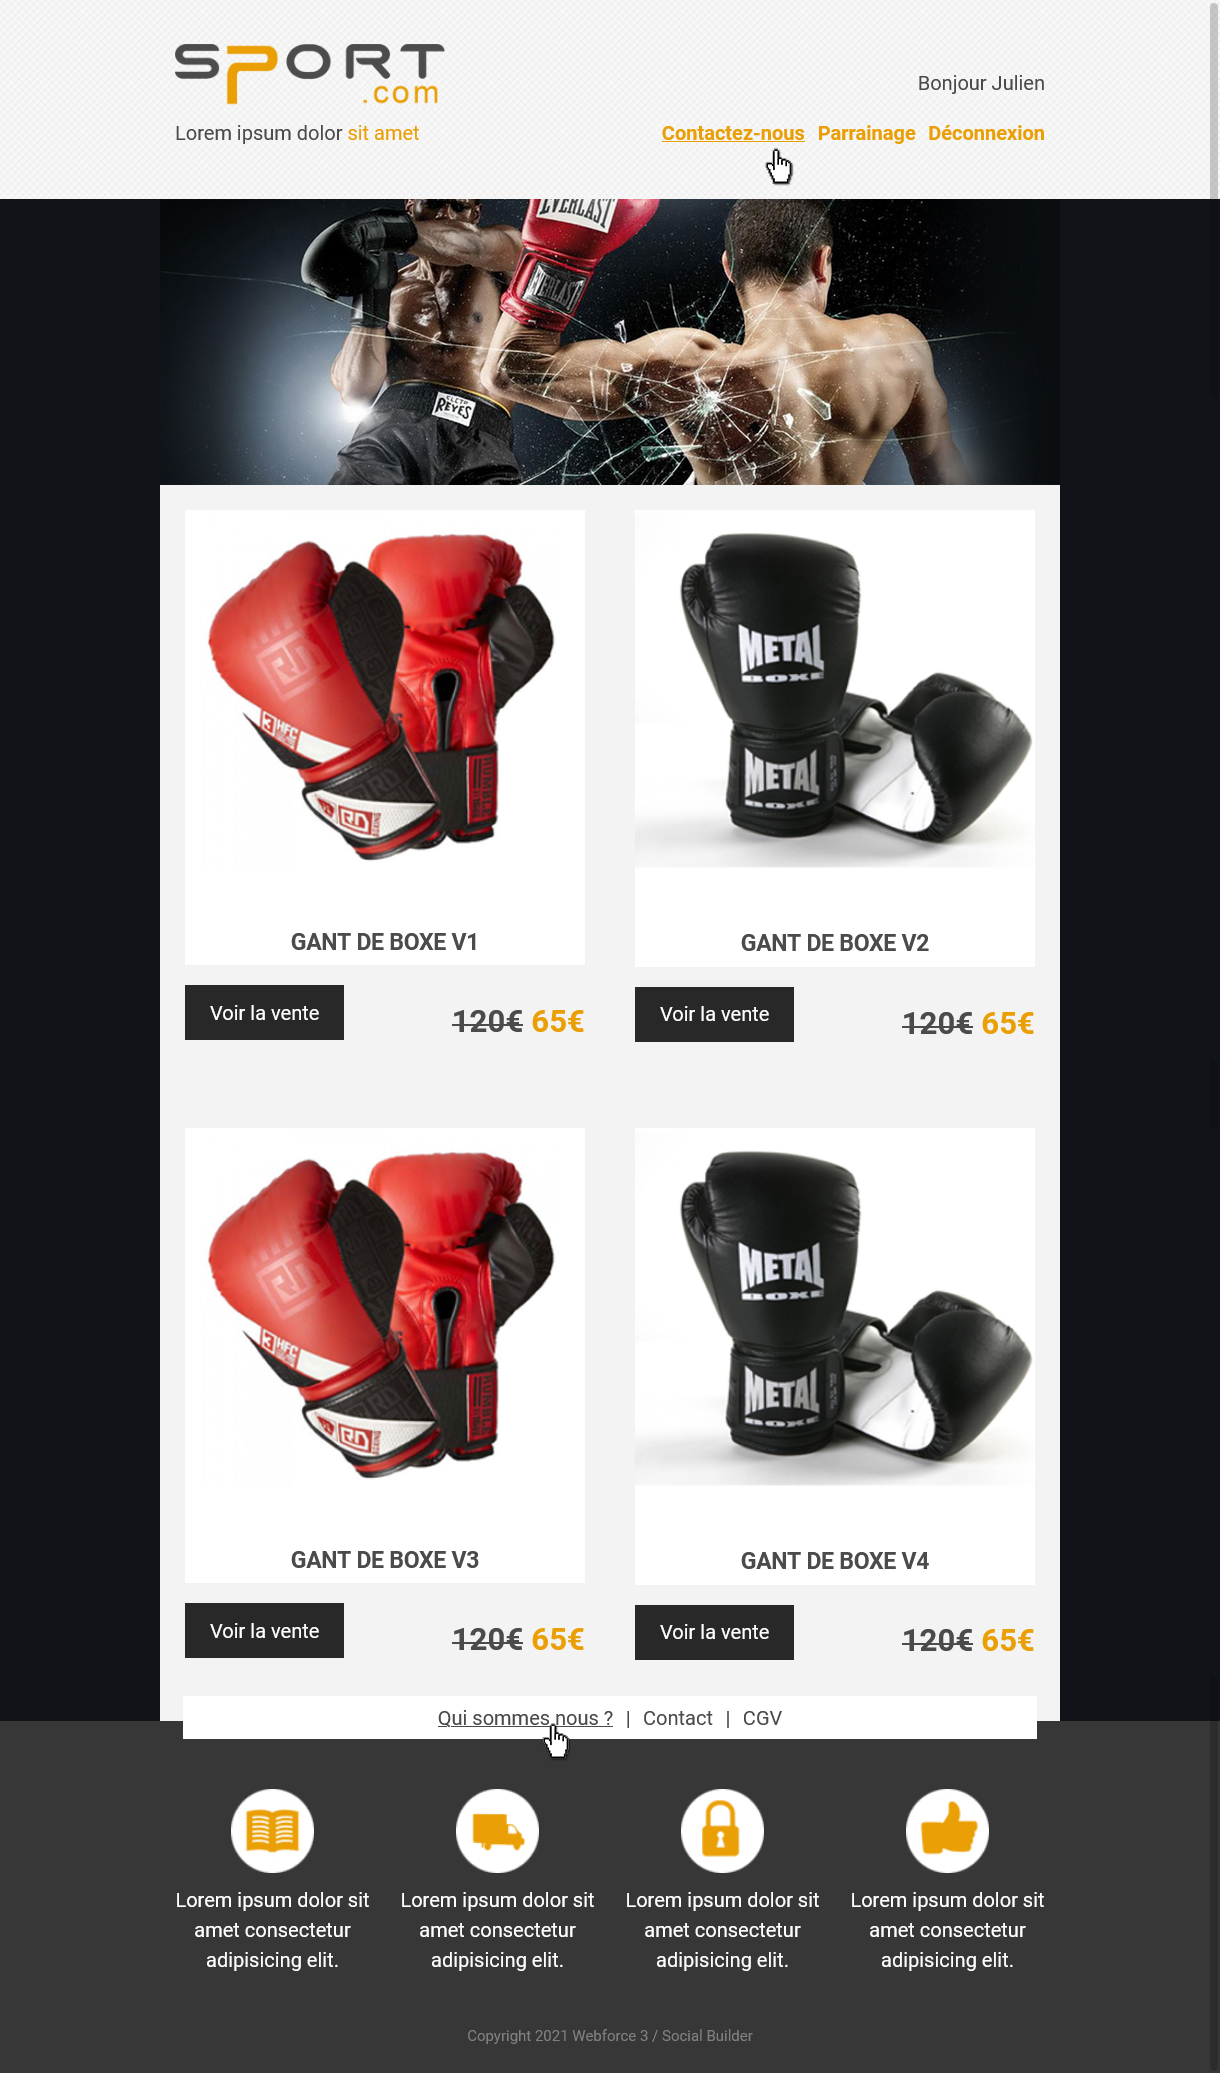 SPORT
.com
Bonjour Julien
Lorem ipsum dolor sit amet
Contactez-nous Parrainage Déconnexion
EVERLAST
EVERLAST
CLETO
REYES
3 HFC
RD
METAL
BOXE
METAL
BOXE
GANT DE BOXE V1
GANT DE BOXE V2
Voir la vente
120€ 65€
Voir la vente
120€ 65€
3 HFC
RD
METAL
BOXE
METAL
BOXE
GANT DE BOXE V3
GANT DE BOXE V4
Voir la vente
120€ 65€
Voir la vente
120€ 65€
Qui sommes nous ? | Contact | CGV
Lorem ipsum dolor sit
amet consectetur
adipisicing elit.
Lorem ipsum dolor sit
amet consectetur
adipisicing elit.
Lorem ipsum dolor sit
amet consectetur
adipisicing elit.
Lorem ipsum dolor sit
amet consectetur
adipisicing elit.
Copyright 2021 Webforce 3 / Social Builder